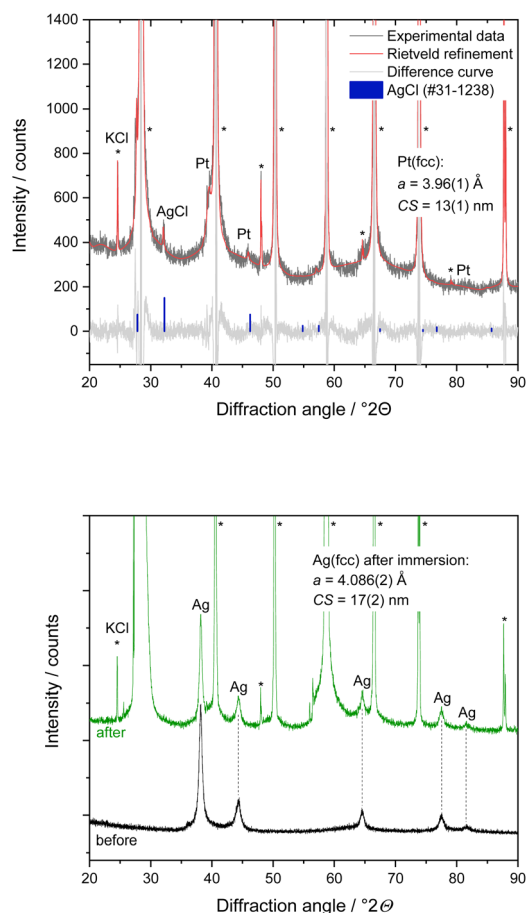 1400
1200
1000
800
600
400
200
0
Intensity / counts
Experimental data
Rietveld refinement
Difference curve
AgCl (#31-1238)
KCl
*
*
*
*
*
*
*
*
*
*
*
Pt
AgCl
Pt
Pt(fcc):
a = 3.96(1) Å
CS = 13(1) nm
* Pt
20 30 40 50 60 70 80 90
Diffraction angle / °2Θ
Intensity / counts
*
*
*
*
*
Ag(fcc) after immersion:
a = 4.086(2) Å
CS = 17(2) nm
KCl
*
Ag
Ag
*
Ag
Ag
Ag
*
after
before
20 30 40 50 60 70 80 90
Diffraction angle / °2Θ